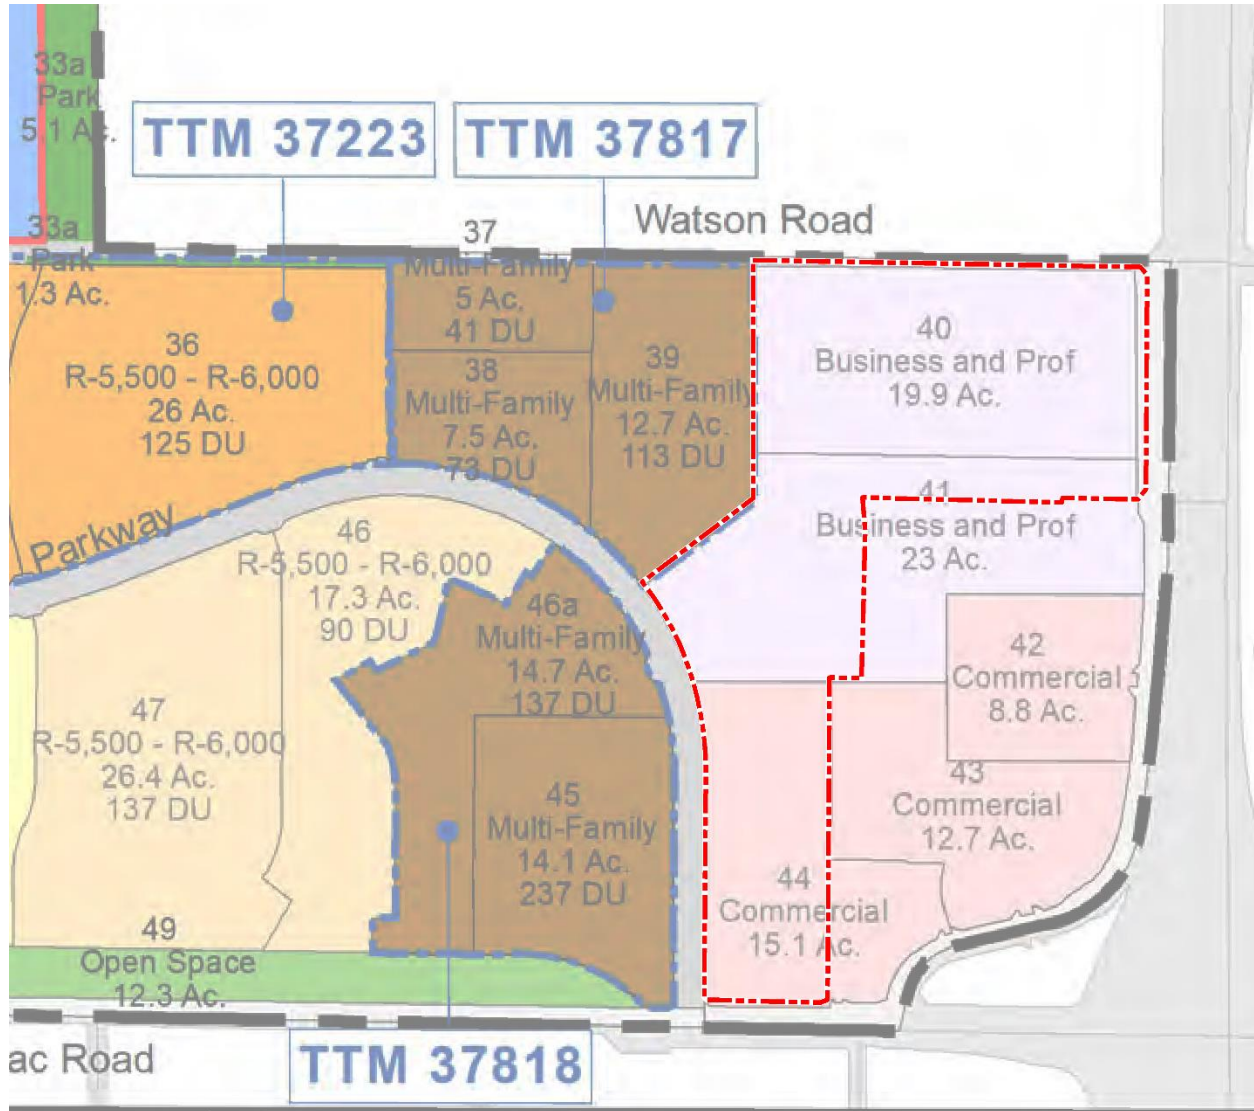 33a
Park
5.1 Ac.
TTM 37223
TTM 37817
33a
Park
1.3 Ac.
37
Multi-Family
5 Ac.
41 DU
Watson Road
36
R-5,500 - R-6,000
26 Ac.
125 DU
38
Multi-Family
7.5 Ac.
73 DU
39
Multi-Family
12.7 Ac.
113 DU
40
Business and Prof
19.9 Ac.
41
Business and Prof
23 Ac.
Parkway
46
R-5,500 - R-6,000
17.3 Ac.
90 DU
46a
Multi-Family
14.7 Ac.
137 DU
42
Commercial
8.8 Ac.
47
R-5,500 - R-6,000
26.4 Ac.
137 DU
45
Multi-Family
14.1 Ac.
237 DU
43
Commercial
12.7 Ac.
44
Commercial
15.1 Ac.
49
Open Space
12.3 Ac.
ac Road
TTM 37818